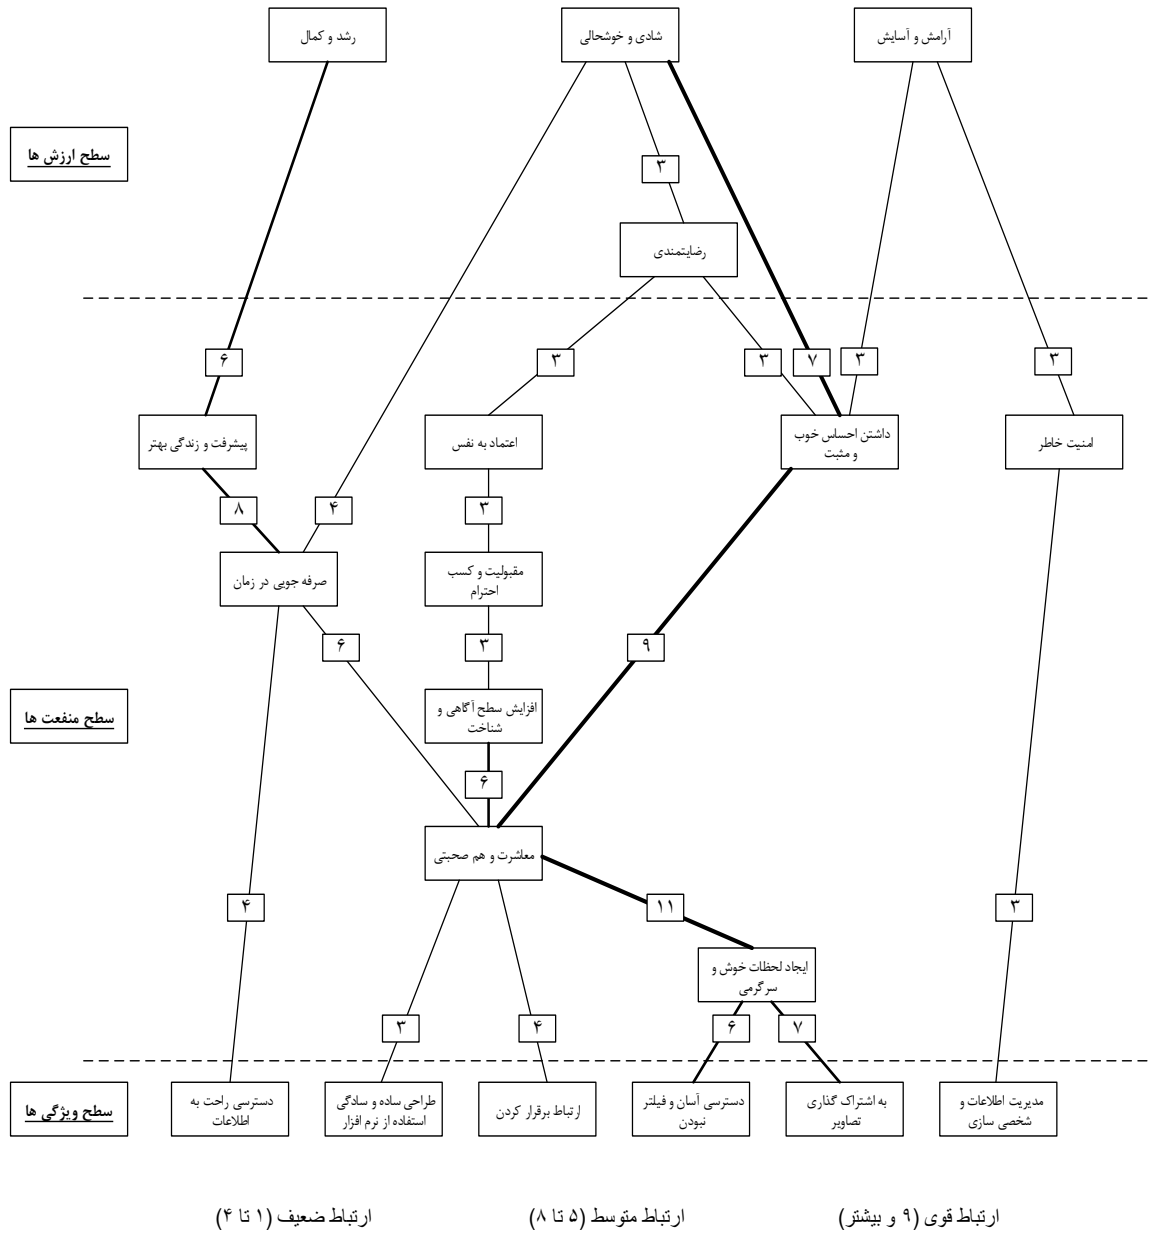 آرامش و آسایش
شادی و خوشحالی
رشد و کمال
سطح ارزش ها
۳
رضایتمندی
۳
۳
۷
۳
۳
۶
امنیت خاطر
داشتن احساس خوب
و مثبت
اعتماد به نفس
پیشرفت و زندگی بهتر
۳
۴
۸
مقبولیت و کسب
احترام
صرفه جویی در زمان
۹
۳
۶
افزایش سطح آگاهی و
شناخت
سطح منفعت ها
۶
معاشرت و هم صحبتی
۳
۱۱
۴
ایجاد لحظات خوش و
سرگرمی
۷
۶
۴
۳
مدیریت اطلاعات و
شخصی سازی
به اشتراک گذاری
تصاویر
دسترسی آسان و فیلتر
نبودن
ارتباط برقرار کردن
طراحی ساده و سادگی
استفاده از نرم افزار
دسترسی راحت به
اطلاعات
سطح ویژگی ها
ارتباط قوی (۹ و بیشتر)
ارتباط متوسط (۵ تا ۸)
ارتباط ضعیف (۱ تا ۴)